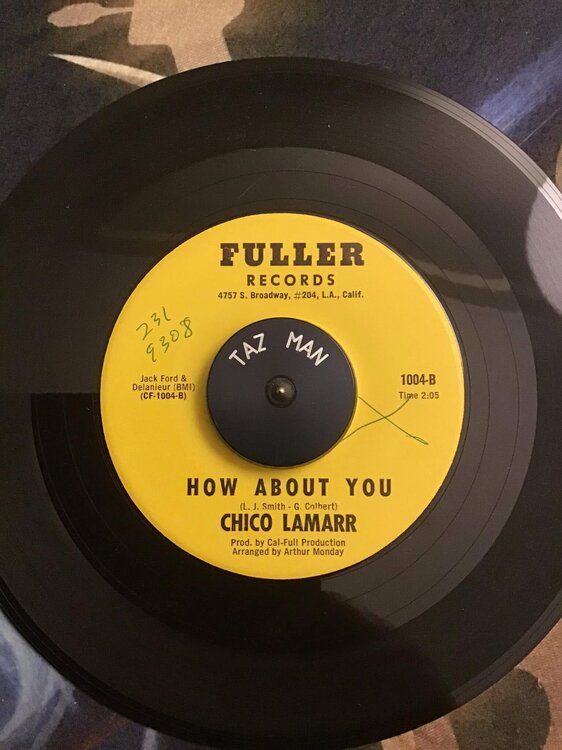 FULLER
RECORDS
4757 S. Broadway, #204, L.A., Calif.
231
9308
TAZ MAN
Jack Ford &
Delanieur (BMI)
(CF-1004-B)
1004-B
Time 2:05
HOW ABOUT YOU
(L. J. Smith - G. Colbert)
CHICO LAMARR
Prod. by Cal-Full Production
Arranged by Arthur Monday